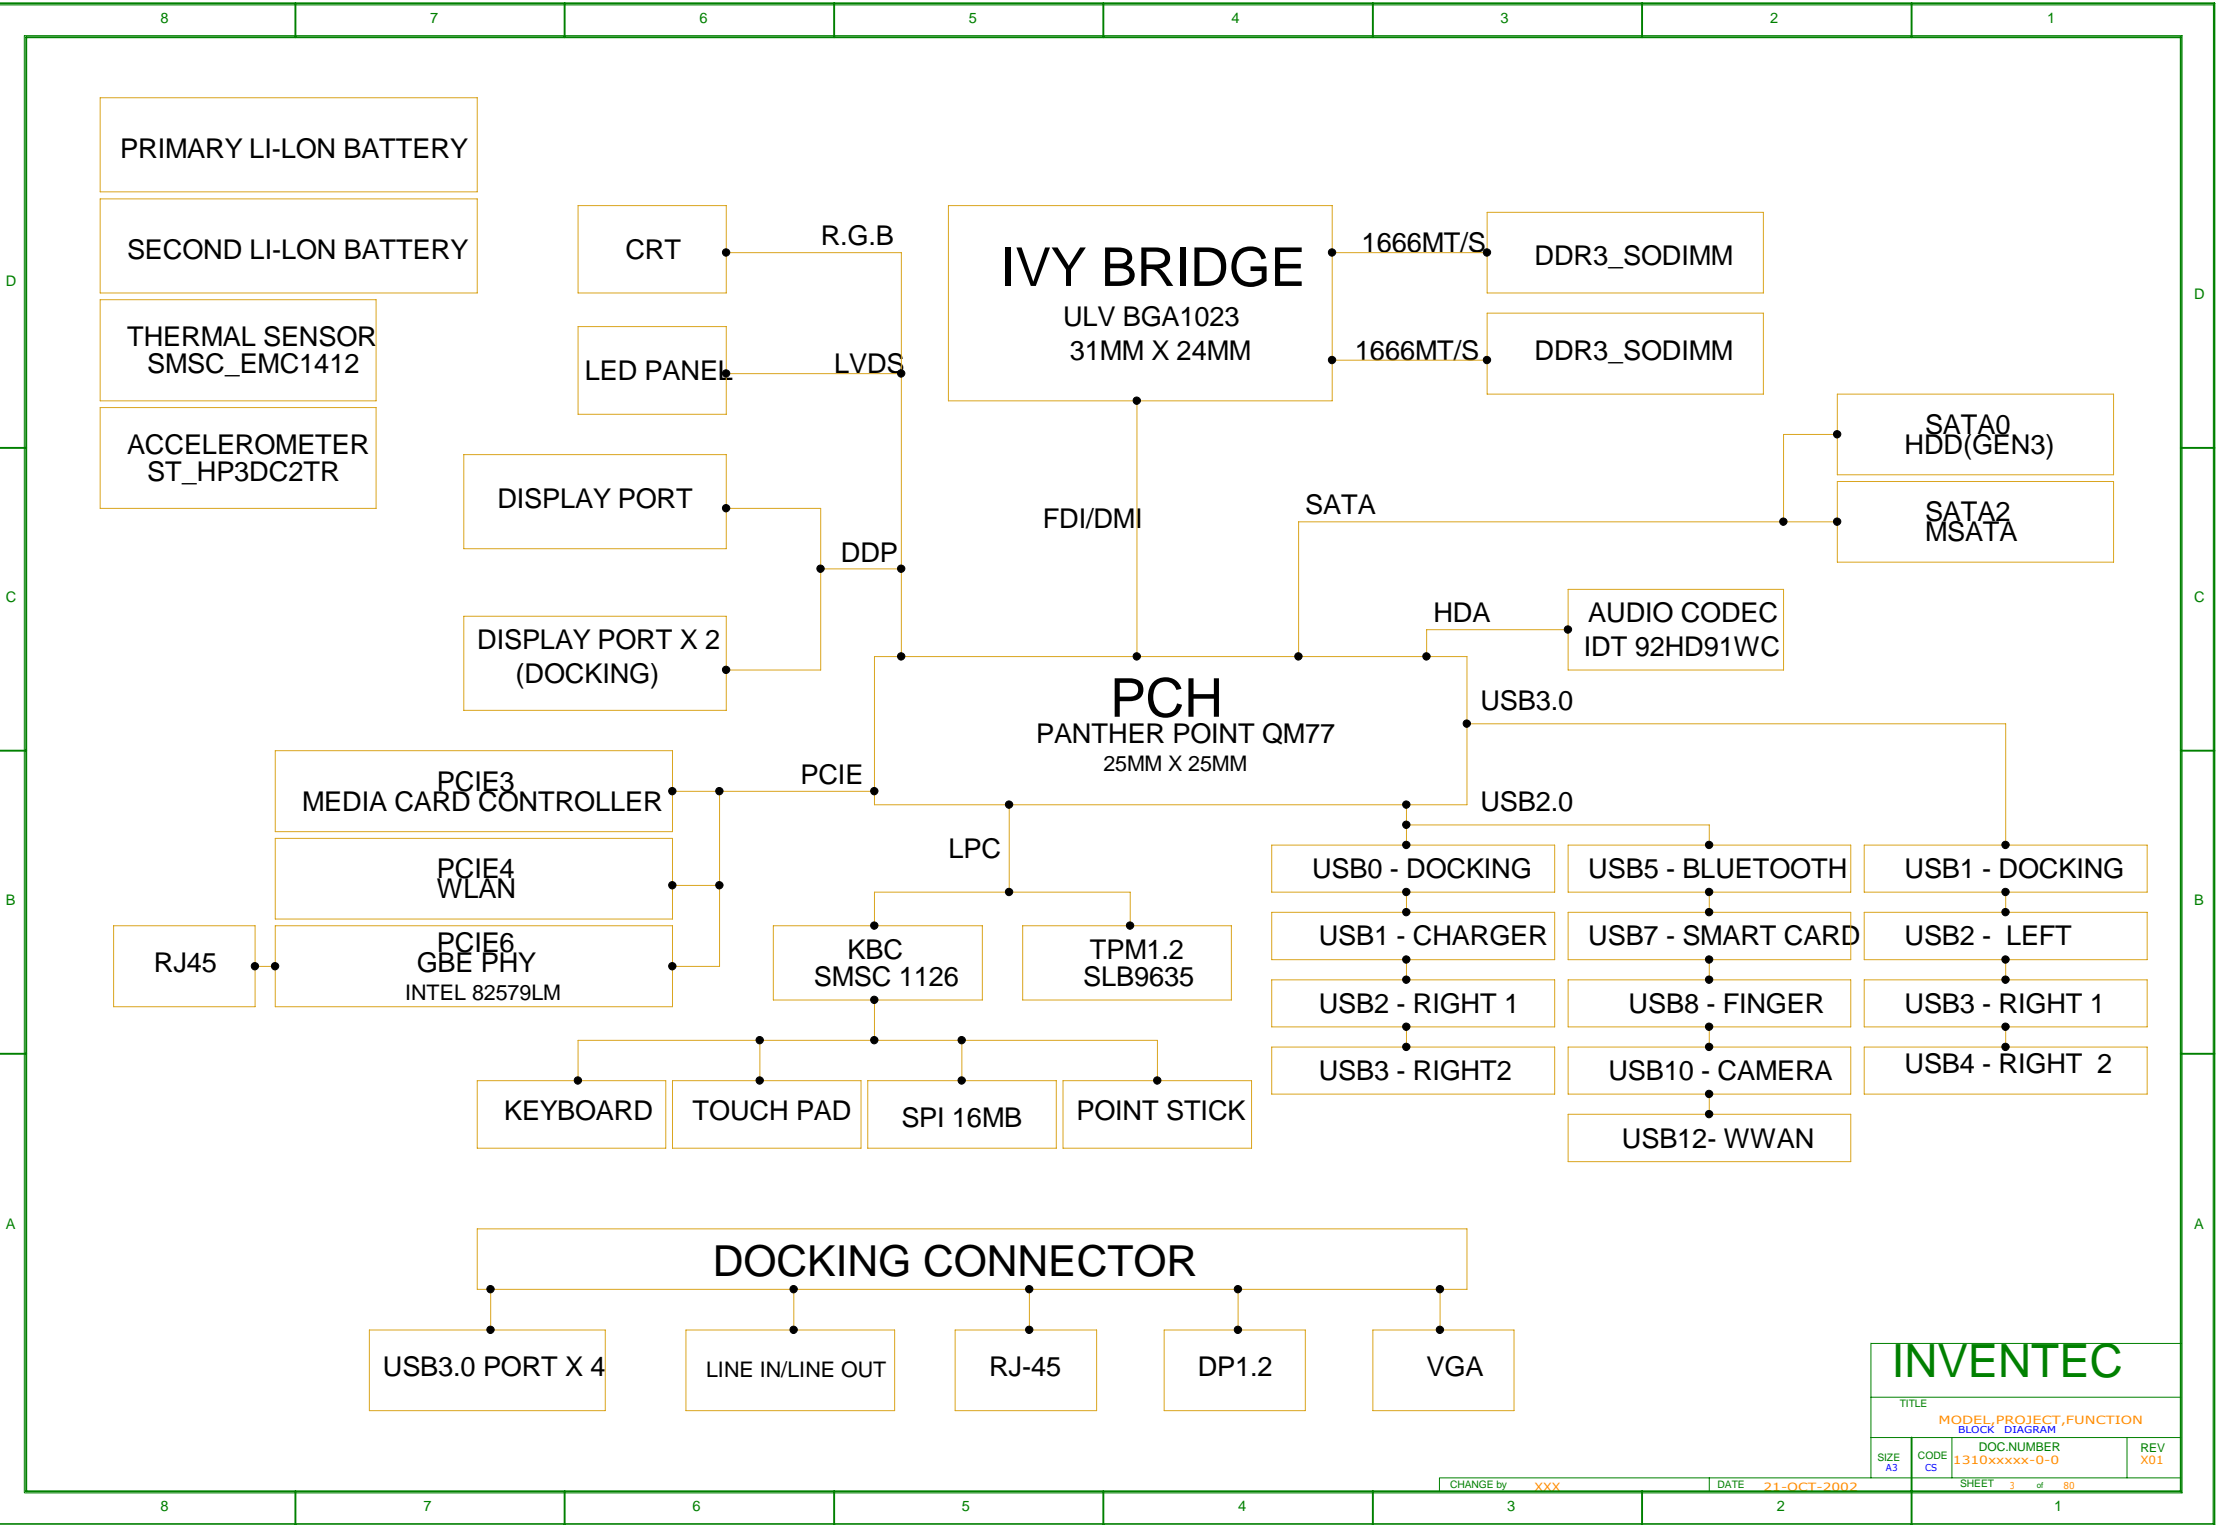 8 7 6 5 4 3 2 1
PRIMARY LI-LON BATTERY
SECOND LI-LON BATTERY
THERMAL SENSOR
SMSC_EMC1412
ACCELEROMETER
ST_HP3DC2TR
CRT
R.G.B
LED PANEL
LVDS
DISPLAY PORT
DDP
DISPLAY PORT X 2
(DOCKING)
IVY BRIDGE
ULV BGA1023
31MM X 24MM
1666MT/S
DDR3_SODIMM
1666MT/S
DDR3_SODIMM
D
D
FDI/DMI
SATA
SATA0
HDD(GEN3)
SATA2
MSATA
HDA
AUDIO CODEC
IDT 92HD91WC
C
C
PCH
PANTHER POINT QM77
25MM X 25MM
USB3.0
USB2.0
PCIE
PCIE3
MEDIA CARD CONTROLLER
PCIE4
WLAN
PCIE6
GBE PHY
INTEL 82579LM
RJ45
LPC
KBC
SMSC 1126
TPM1.2
SLB9635
KEYBOARD
TOUCH PAD
SPI 16MB
POINT STICK
USB0 - DOCKING
USB1 - CHARGER
USB2 - RIGHT 1
USB3 - RIGHT2
USB5 - BLUETOOTH
USB7 - SMART CARD
USB8 - FINGER
USB10 - CAMERA
USB12- WWAN
USB1 - DOCKING
USB2 -  LEFT
USB3 - RIGHT 1
USB4 - RIGHT  2
B
B
A
A
DOCKING CONNECTOR
USB3.0 PORT X 4
LINE IN/LINE OUT
RJ-45
DP1.2
VGA
INVENTEC
TITLE
MODEL,PROJECT,FUNCTION
BLOCK DIAGRAM
SIZE
A3
CODE
CS
DOC.NUMBER
1310xxxxx-0-0
REV
X01
CHANGE by XXX
DATE 21-OCT-2002
SHEET 3 of 80
8 7 6 5 4 3 2 1